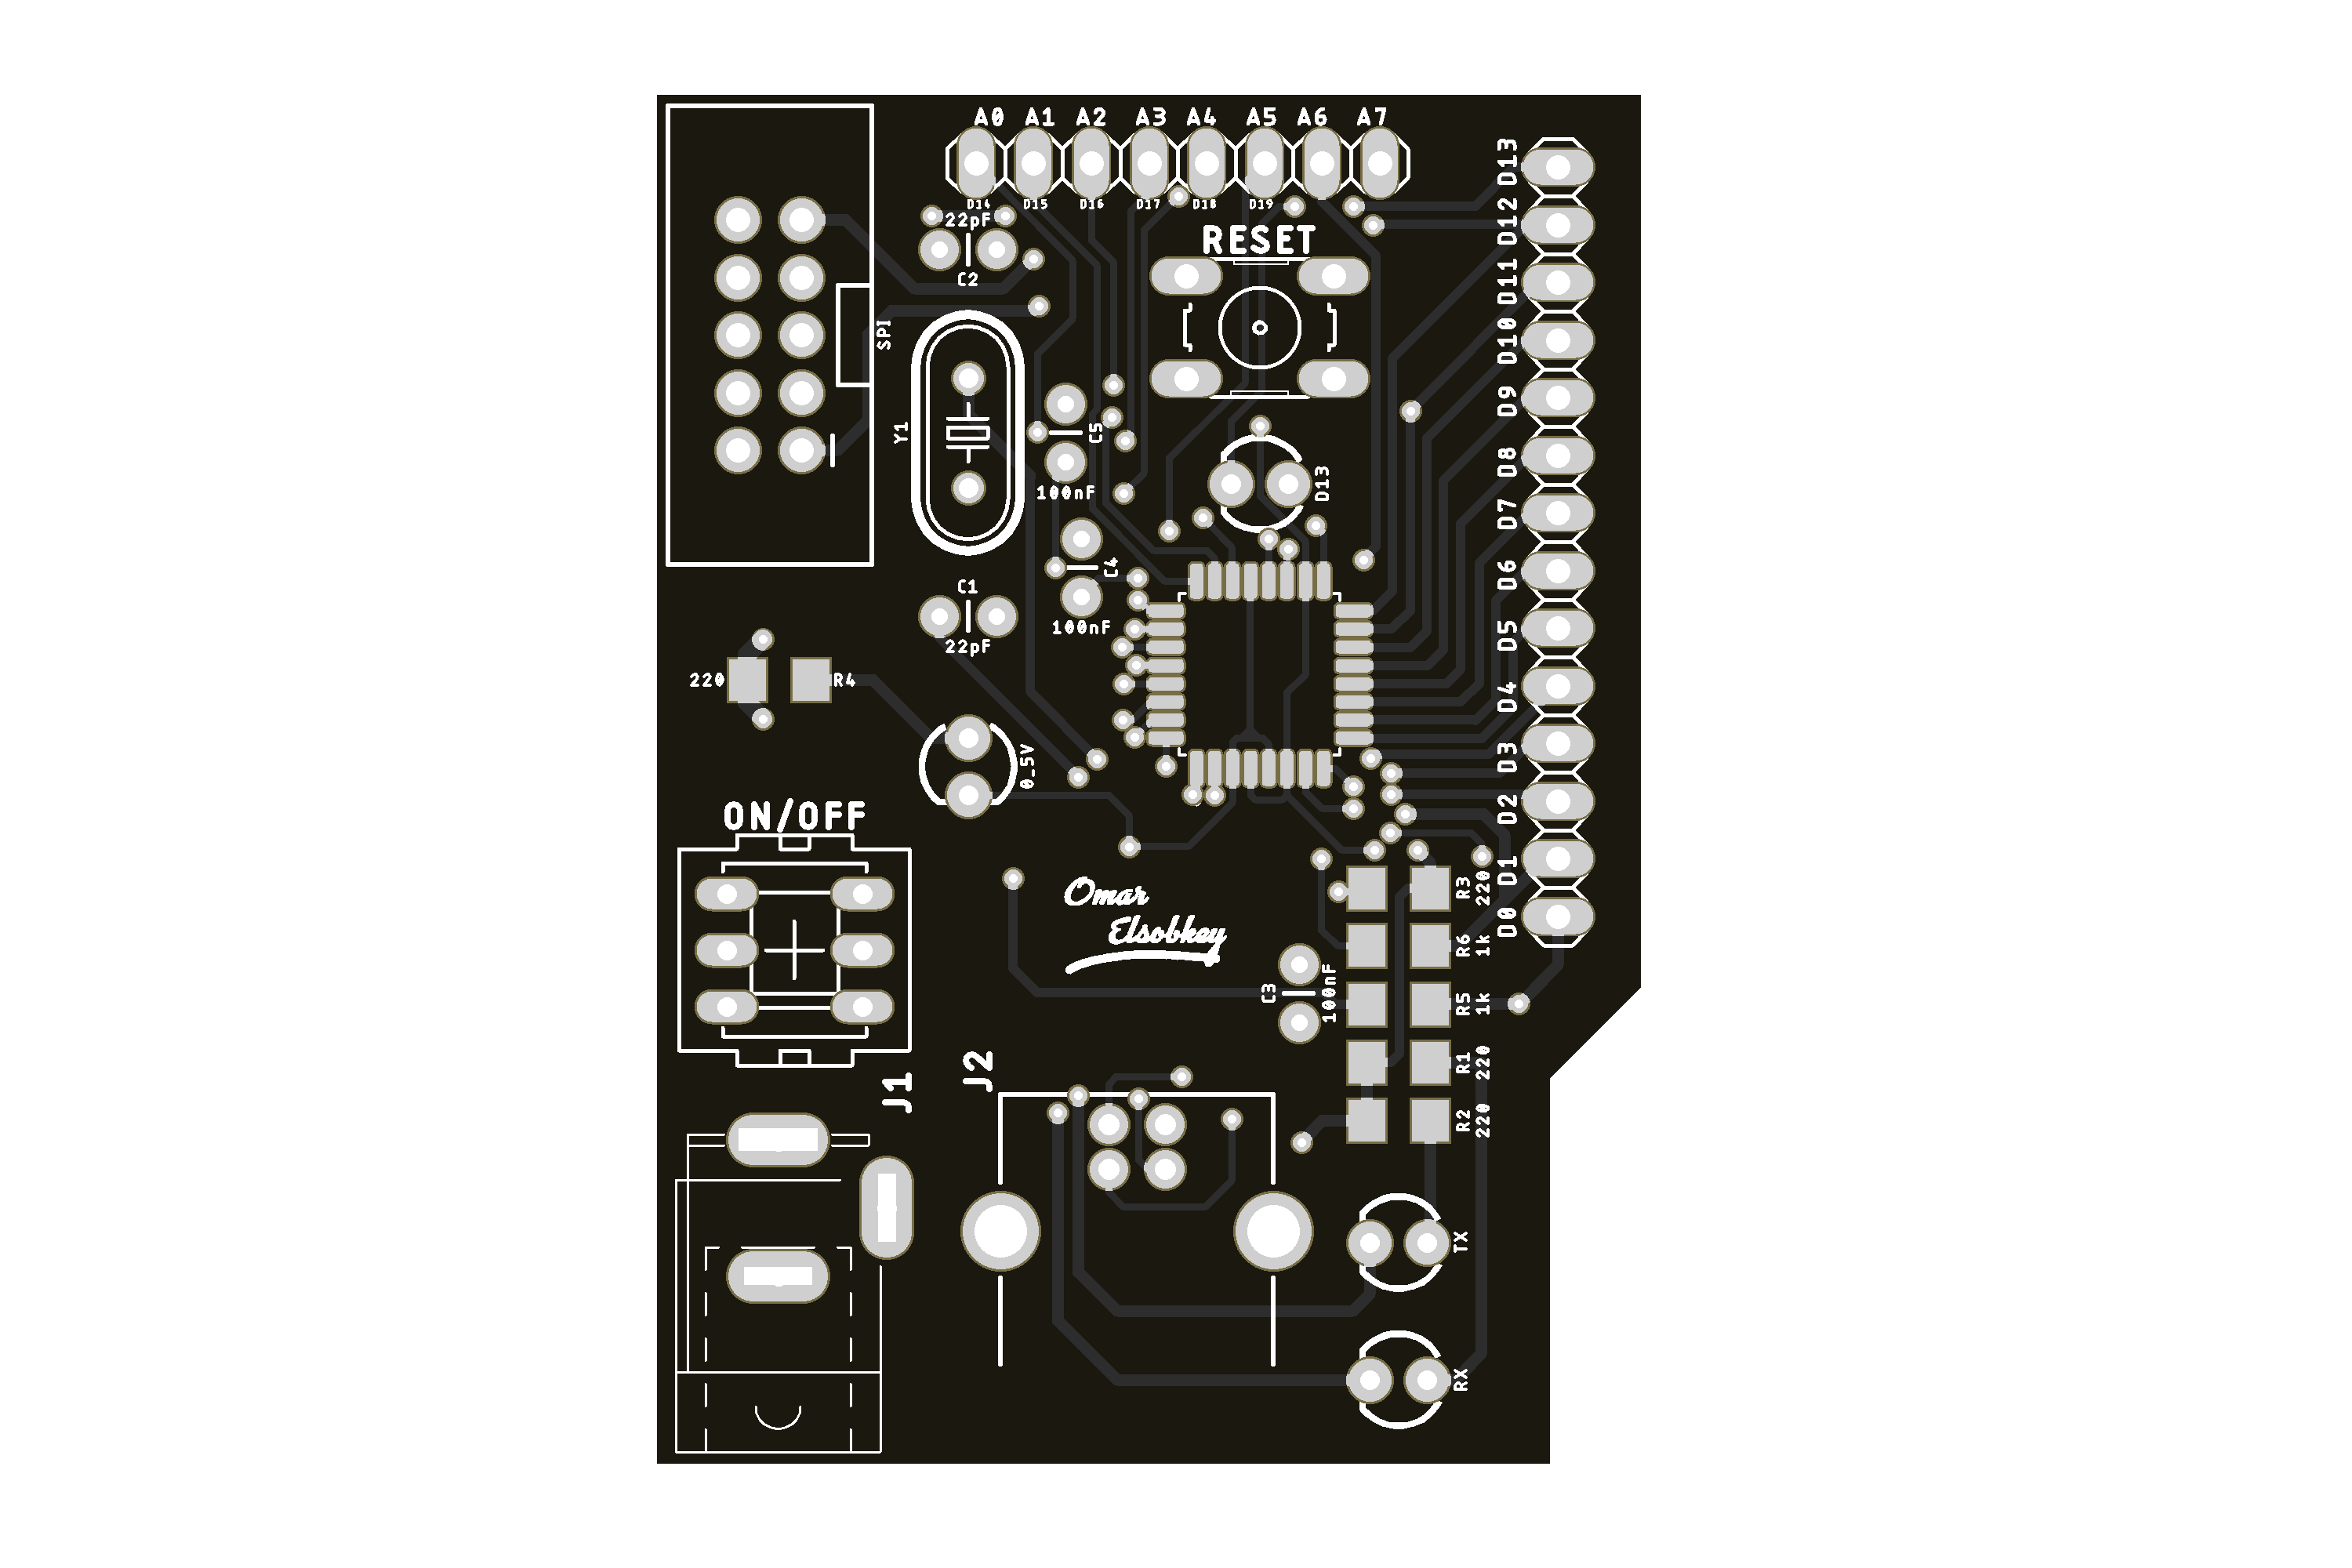 A0 A1 A2 A3 A4 A5 A6 A7
D14 D15 D16 D17 D18 D19
22pF
C2
RESET
SPI
Y1
C5
100nF
D13
C4
100nF
C1
22pF
220 R4
0_5V
D13
D12
D11
D10
D9
D8
D7
D6
D5
D4
D3
D2
D1
D0
ON/OFF
Omar
Elsobkey
C3
100nF
R3
220
R6
1k
R5
1k
R1
220
R2
220
J1
J2
TX
RX